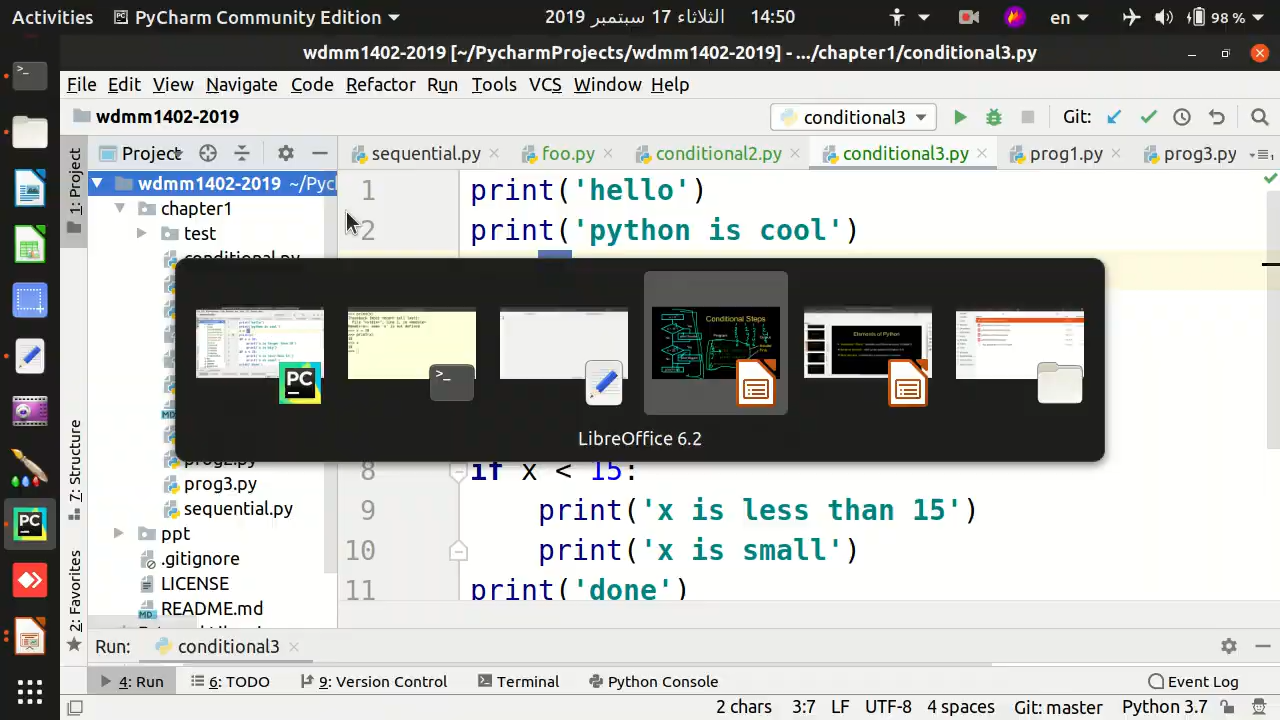 Activities PyCharm Community Edition الثلاثاء 17 سبتمبر 2019 14:50 en 98 %
wdmm1402-2019 [~/PycharmProjects/wdmm1402-2019] - .../chapter1/conditional3.py
File Edit View Navigate Code Refactor Run Tools VCS Window Help
wdmm1402-2019 conditional3 Git:
Project sequential.py foo.py conditional2.py conditional3.py prog1.py prog3.py
1: Project
wdmm1402-2019 ~/Pyc
chapter1
test
1 print('hello')
2 print('python is cool')
Conditional Steps
Elements of Python
LibreOffice 6.2
8 if x < 15:
9 print('x is less than 15')
10 print('x is small')
11 print('done')
prog3.py
sequential.py
ppt
.gitignore
LICENSE
README.md
7: Structure
2: Favorites
Run: conditional3
4: Run 6: TODO 9: Version Control Terminal Python Console Event Log
2 chars 3:7 LF UTF-8 4 spaces Git: master Python 3.7